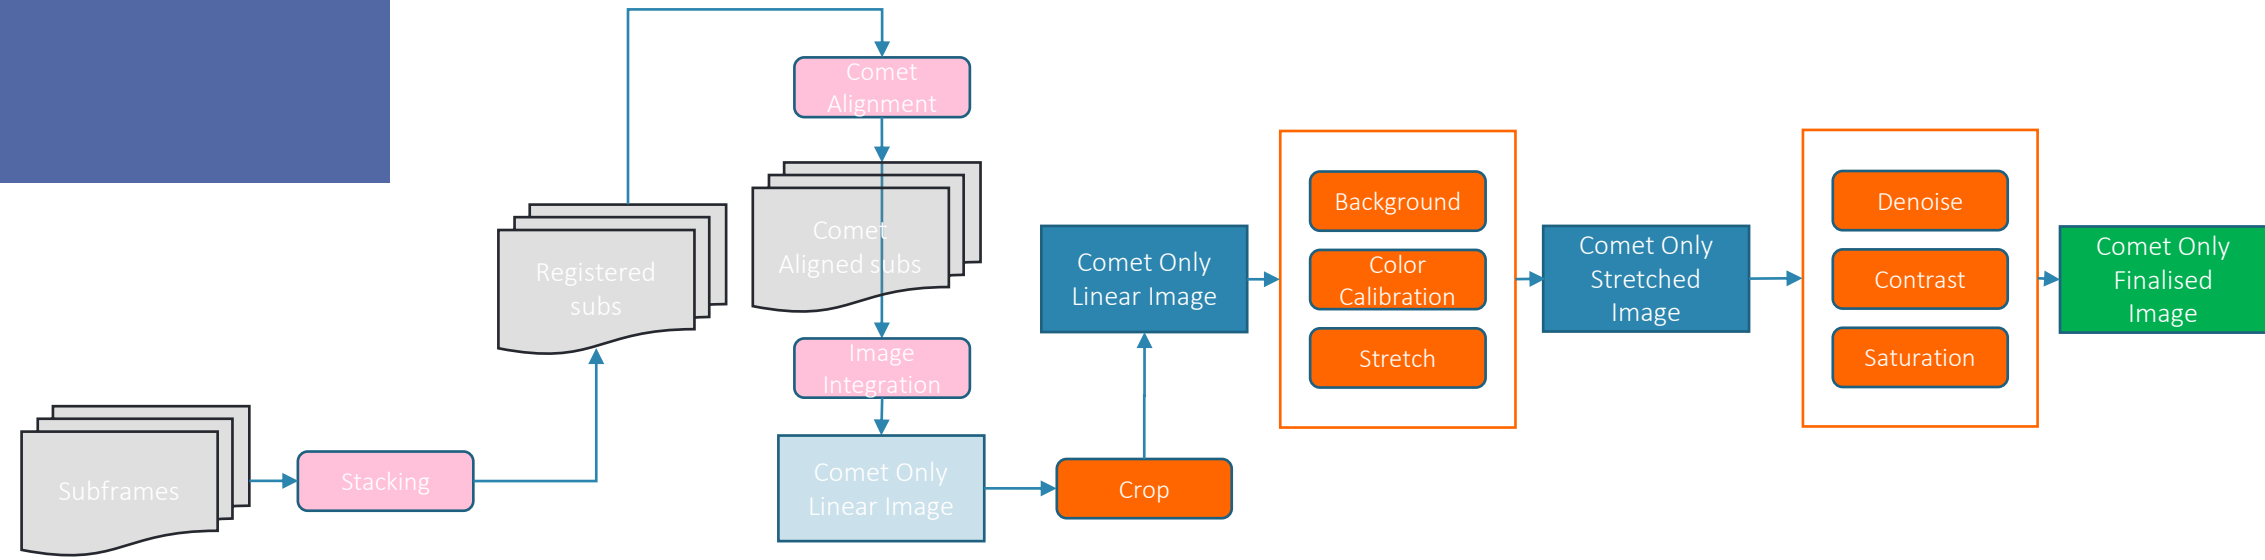 Subframes
Stacking
Registered
subs
Comet
Alignment
Comet
Aligned subs
Image
Integration
Comet Only
Linear Image
Crop
Comet Only
Linear Image
Background
Color
Calibration
Stretch
Comet Only
Stretched
Image
Denoise
Contrast
Saturation
Comet Only
Finalised
Image